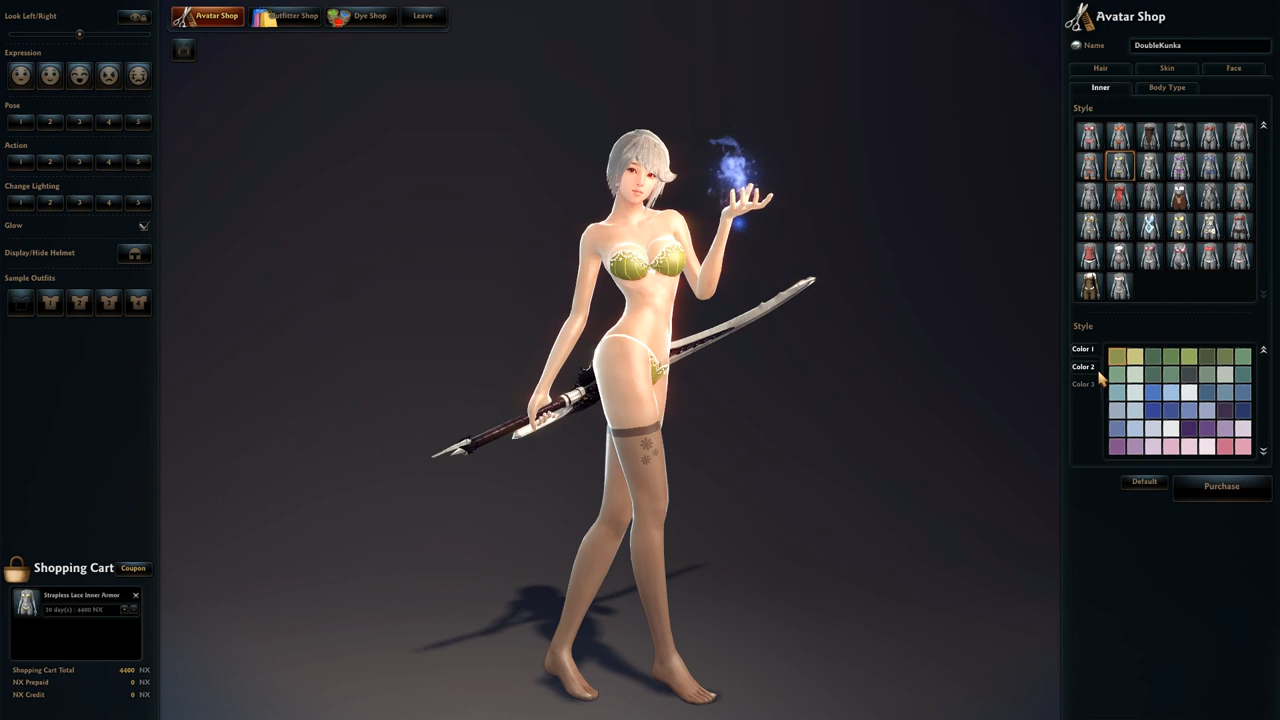 Look Left/Right
Expression
Pose
1 2 3 4 5
Action
1 2 3 4 5
Change Lighting
1 2 3 4 5
Glow
Display/Hide Helmet
Sample Outfits
1 2 3 4
Shopping Cart
Coupon
Strapless Lace Inner Armor
30 day(s) : 4400 NX
Shopping Cart Total 4400 NX
NX Prepaid 0 NX
NX Credit 0 NX
Avatar Shop
Outfitter Shop
Dye Shop
Leave
Avatar Shop
Name DoubleKunka
Hair Skin Face
Inner Body Type
Style
Style
Color 1
Color 2
Color 3
Default
Purchase